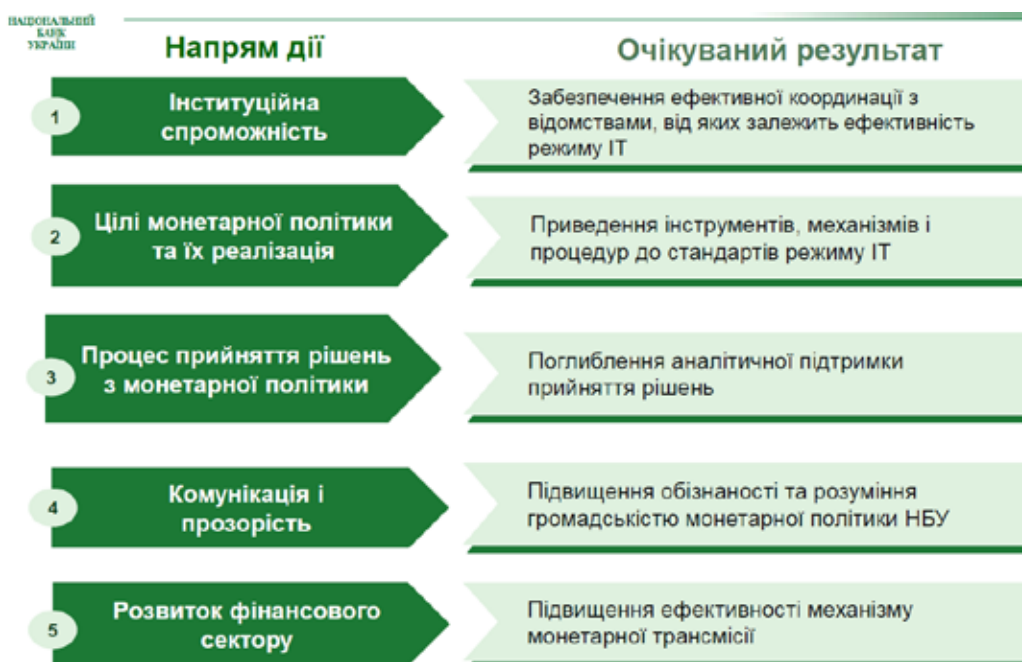 НАЦІОНАЛЬНИЙ
БАНК
УКРАЇНИ
Напрям дії
Очікуваний результат
1
Інституційна
спроможність
Забезпечення ефективної координації з
відомствами, від яких залежить ефективність
режиму ІТ
2
Цілі монетарної політики
та їх реалізація
Приведення інструментів, механізмів і
процедур до стандартів режиму ІТ
3
Процес прийняття рішень
з монетарної політики
Поглиблення аналітичної підтримки
прийняття рішень
4
Комунікація і
прозорість
Підвищення обізнаності та розуміння
громадськістю монетарної політики НБУ
5
Розвиток фінансового
сектору
Підвищення ефективності механізму
монетарної трансмісії